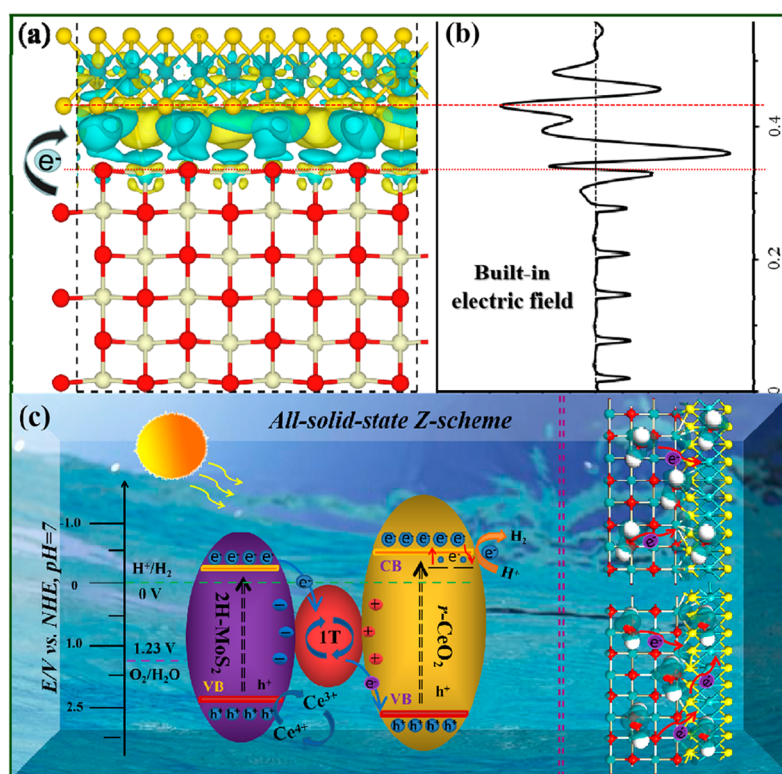 (a)
e-
(b)
0.4
0.2
Built-in
electric field
(c)
All-solid-state Z-scheme
E/V vs. NHE, pH=7
-1.0
H⁺/H₂
0
0 V
1.0
1.23 V
O₂/H₂O
2.5
e⁻ e⁻ e⁻ e⁻
2H-MoS₂
VB
h⁺
h⁺ h⁺ h⁺ h⁺
Ce³⁺
Ce⁴⁺
e⁻
1T
e⁻
e⁻ e⁻ e⁻ e⁻ e⁻
CB
e⁻
e⁻
H₂
H⁺
r-CeO₂
VB
h⁺
h⁺ h⁺ h⁺ h⁺
e⁻
e⁻
e⁻
e⁻
e⁻